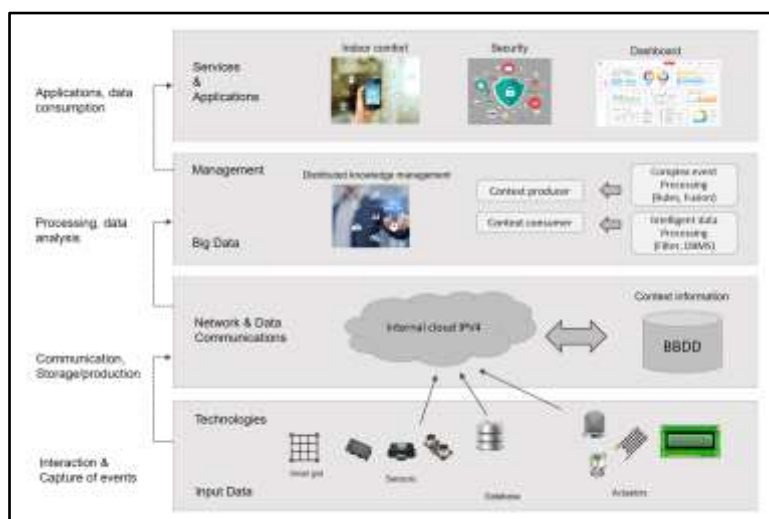 Services
&
Applications
Indoor comfort
Security
Dashboard
Applications, data
consumption
Management
Big Data
Distributed knowledge management
Context producer
Context consumer
Complex event
Processing
(Rules, Fusion)
Intelligent data
Processing
(Filter, DBMS)
Processing, data
analysis
Network & Data
Communications
Internal cloud IPV4
Context information
BBDD
Communication,
Storage/production
Technologies
Input Data
Smart grid
Sensors
Database
Actuators
Interaction &
Capture of events